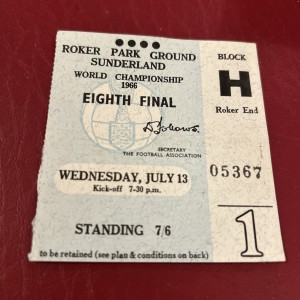 ROKER PARK GROUND
SUNDERLAND
WORLD CHAMPIONSHIP
1966
EIGHTH FINAL
SECRETARY
THE FOOTBALL ASSOCIATION
WEDNESDAY, JULY 13
Kick-off 7-30 p.m.
STANDING 7/6
to be retained (see plan & conditions on back)
BLOCK
H
Roker End
05367
1